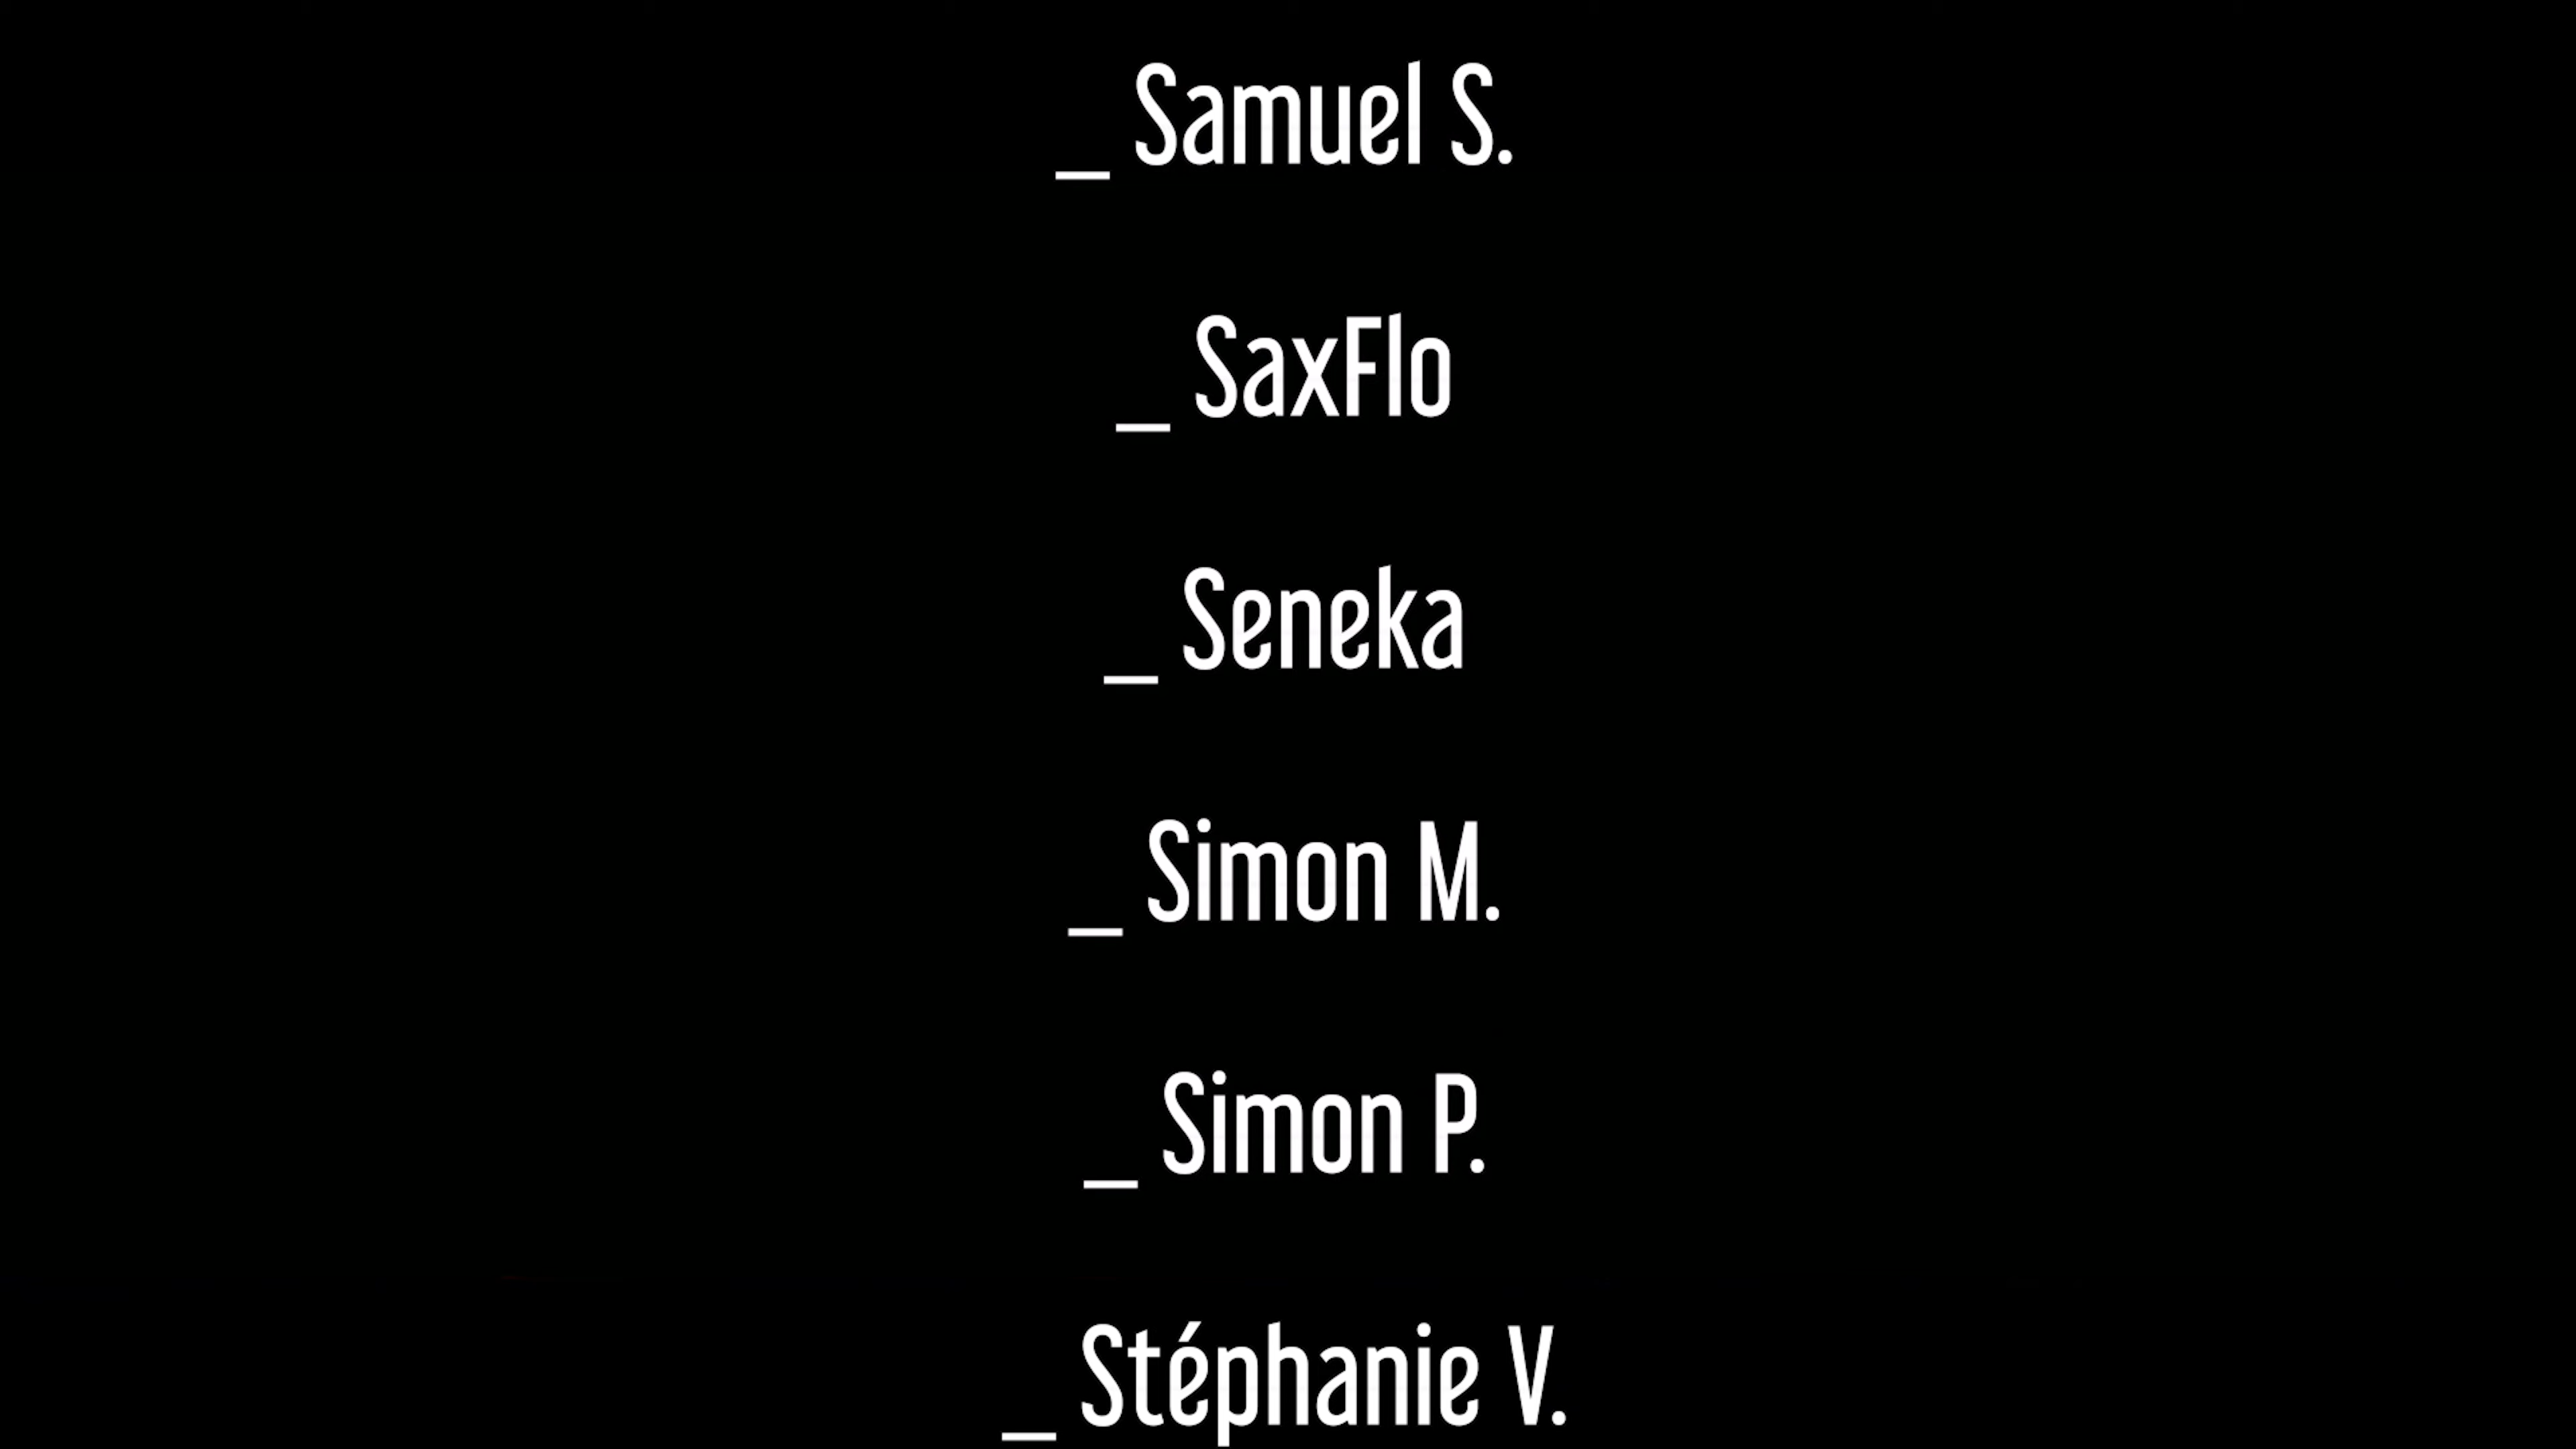 _ Samuel S.
_ SaxFlo
_ Seneka
_ Simon M.
_ Simon P.
_ Stéphanie V.